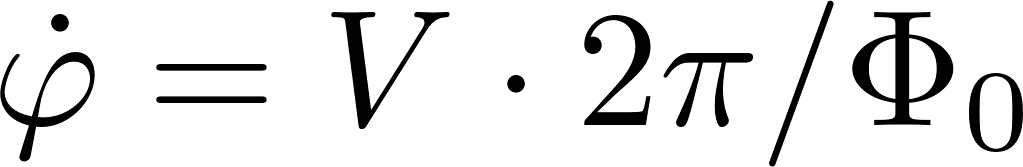 φ̇ = V · 2π/Φ₀